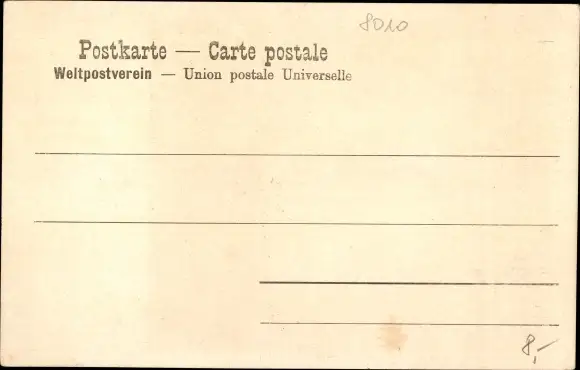 8010
Postkarte — Carte postale
Weltpostverein — Union postale Universelle
8,-